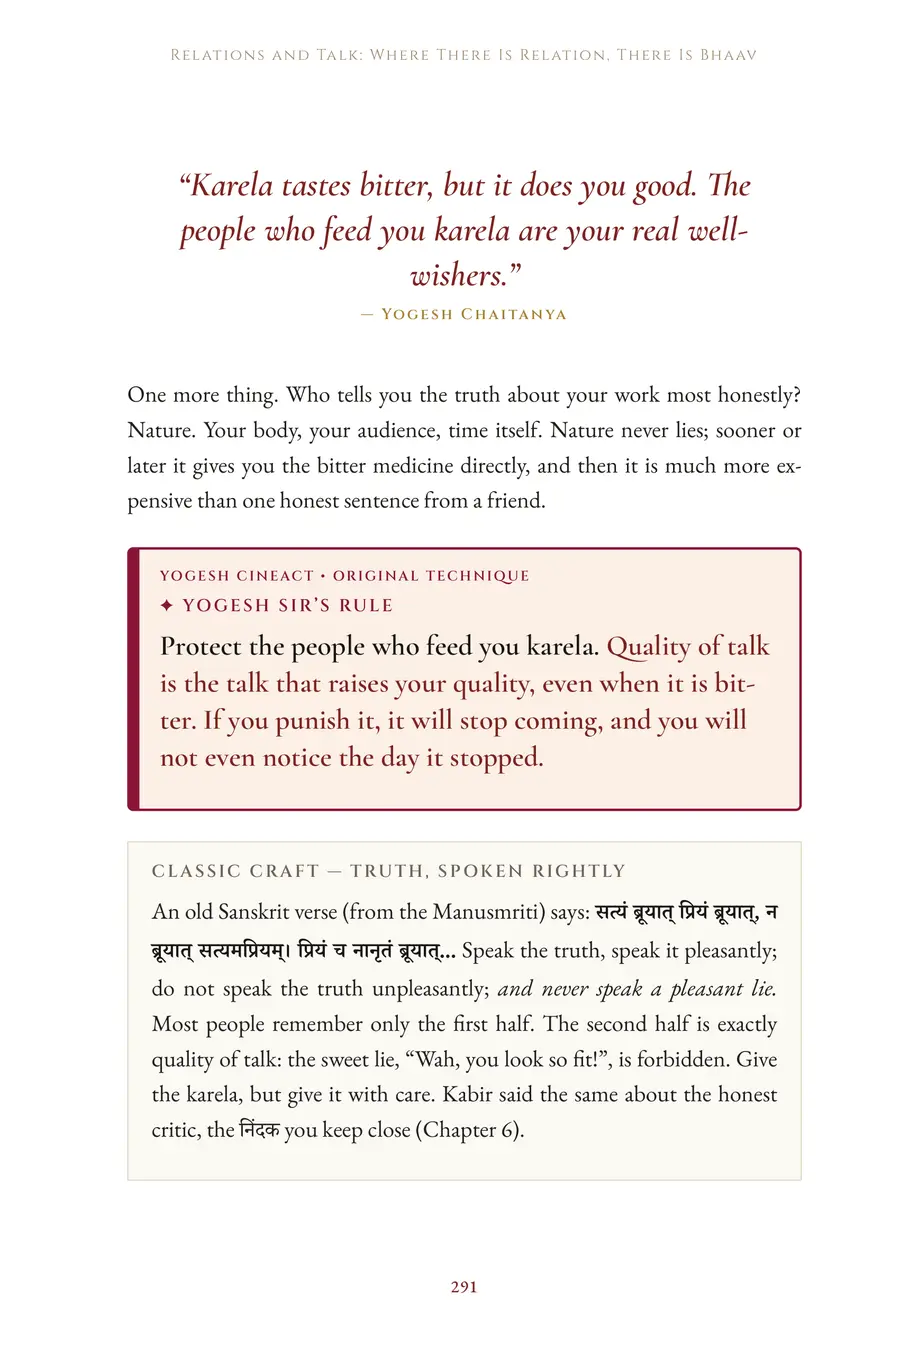 Relations and Talk: Where There Is Relation, There Is Bhaav
“Karela tastes bitter, but it does you good. The
people who feed you karela are your real well-
wishers.”
— Yogesh Chaitanya
One more thing. Who tells you the truth about your work most honestly?
Nature. Your body, your audience, time itself. Nature never lies; sooner or
later it gives you the bitter medicine directly, and then it is much more ex-
pensive than one honest sentence from a friend.
YOGESH CINEACT • ORIGINAL TECHNIQUE
✦ YOGESH SIR’S RULE
Protect the people who feed you karela. Quality of talk
is the talk that raises your quality, even when it is bit-
ter. If you punish it, it will stop coming, and you will
not even notice the day it stopped.
CLASSIC CRAFT — TRUTH, SPOKEN RIGHTLY
An old Sanskrit verse (from the Manusmriti) says: सत्यं ब्रूयात् प्रियं ब्रूयात्, न
ब्रूयात् सत्यमप्रियम्। प्रियं च नानृतं ब्रूयात्... Speak the truth, speak it pleasantly;
do not speak the truth unpleasantly; and never speak a pleasant lie.
Most people remember only the first half. The second half is exactly
quality of talk: the sweet lie, “Wah, you look so fit!”, is forbidden. Give
the karela, but give it with care. Kabir said the same about the honest
critic, the निंदक you keep close (Chapter 6).
291